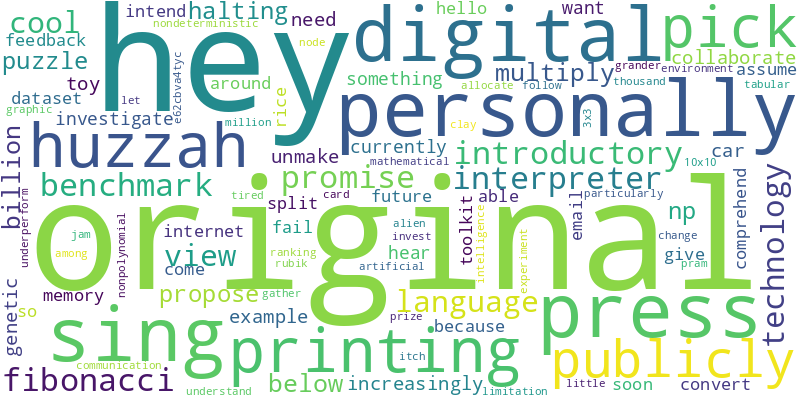 intend halting hello want
cool hey digital pick
nondeterministic need
feedback around something multiply collaborate
puzzle node grander environment assume
toy rice allocate follow thousand tabular
dataset e62cbva4tyc personally
graphic let million clay 3x3
investigate
huzzah unmake currently introductory 10x10 car
mathematical
billion benchmark promise interpreter technology
tired card able np
underperform split future toolkit email comprehend
original
jam internet fail alien hear invest intelligence particularly
among view ranking give change
nonpolynomial come rubik artificial experiment pram
genetic memory propose gather language press
so example prize because
sing printing itch publicly
fibonacci below increasingly soon convert
communication understand limitation little